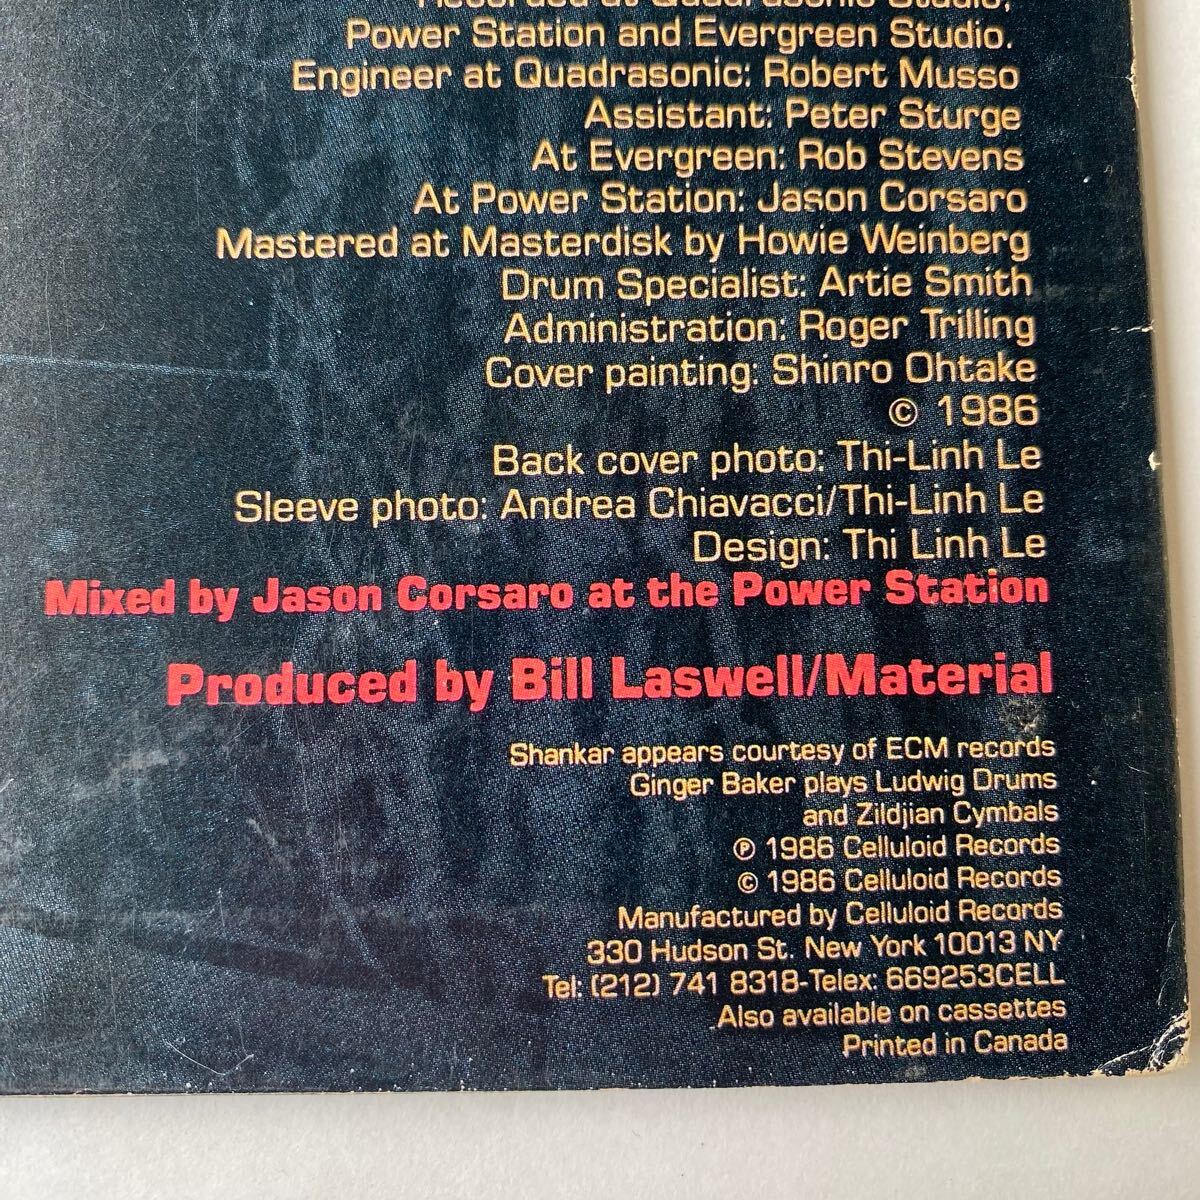 Recorded at Quadrasonic Studio,
Power Station and Evergreen Studio.
Engineer at Quadrasonic: Robert Musso
Assistant: Peter Sturge
At Evergreen: Rob Stevens
At Power Station: Jason Corsaro
Mastered at Masterdisk by Howie Weinberg
Drum Specialist: Artie Smith
Administration: Roger Trilling
Cover painting: Shinro Ohtake
© 1986
Back cover photo: Thi-Linh Le
Sleeve photo: Andrea Chiavacci/Thi-Linh Le
Design: Thi Linh Le
Mixed by Jason Corsaro at the Power Station
Produced by Bill Laswell/Material
Shankar appears courtesy of ECM records
Ginger Baker plays Ludwig Drums
and Zildjian Cymbals
℗ 1986 Celluloid Records
© 1986 Celluloid Records
Manufactured by Celluloid Records
330 Hudson St. New York 10013 NY
Tel: (212) 741 8318-Telex: 669253CELL
Also available on cassettes
Printed in Canada